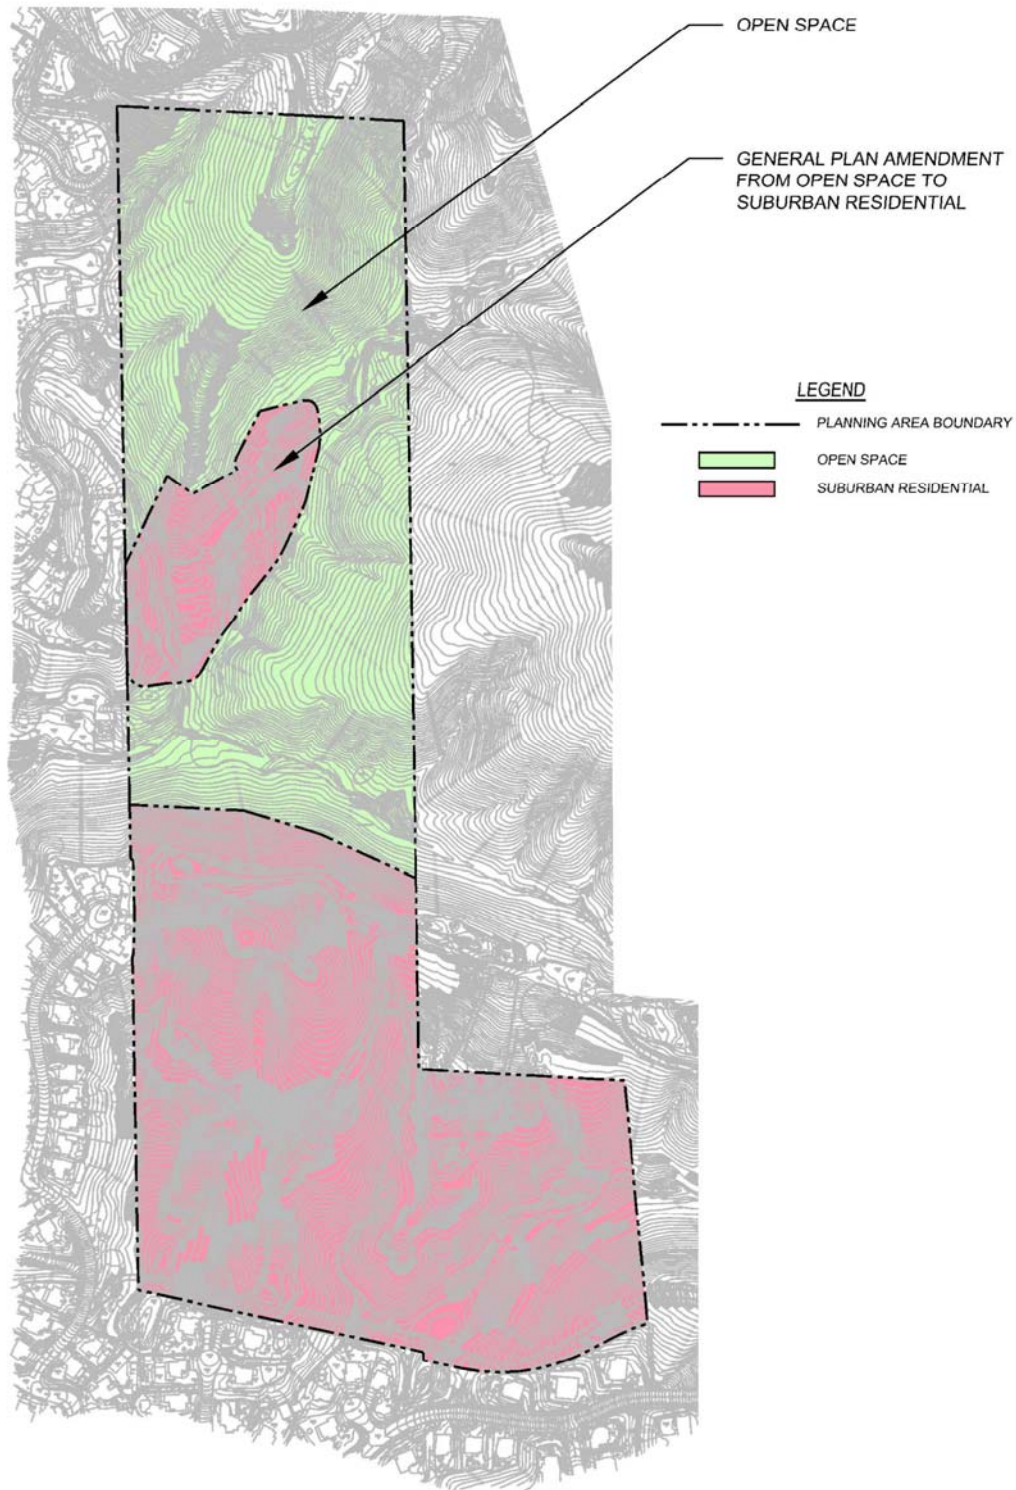 OPEN SPACE
GENERAL PLAN AMENDMENT
FROM OPEN SPACE TO
SUBURBAN RESIDENTIAL
LEGEND
PLANNING AREA BOUNDARY
OPEN SPACE
SUBURBAN RESIDENTIAL